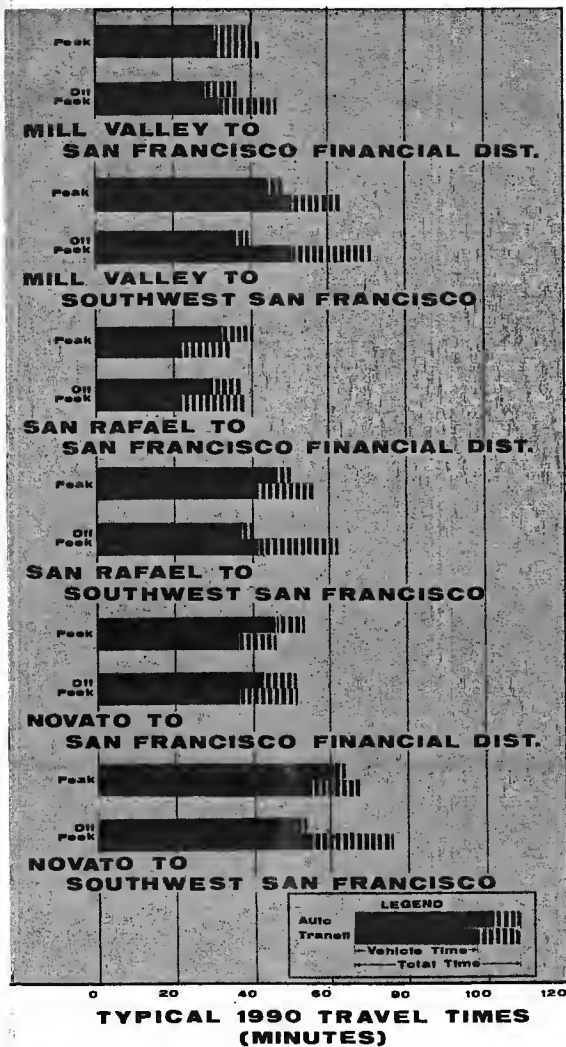 Peak
Off
Peak
MILL VALLEY TO
SAN FRANCISCO FINANCIAL DIST.
Peak
Off
Peak
MILL VALLEY TO
SOUTHWEST SAN FRANCISCO
Peak
Off
Peak
SAN RAFAEL TO
SAN FRANCISCO FINANCIAL DIST.
Peak
Off
Peak
SAN RAFAEL TO
SOUTHWEST SAN FRANCISCO
Peak
Off
Peak
NOVATO TO
SAN FRANCISCO FINANCIAL DIST.
Peak
Off
Peak
NOVATO TO
SOUTHWEST SAN FRANCISCO
LEGEND
Auto
Transit
Vehicle Time
Total Time
0 20 40 60 80 100 120
TYPICAL 1990 TRAVEL TIMES
(MINUTES)